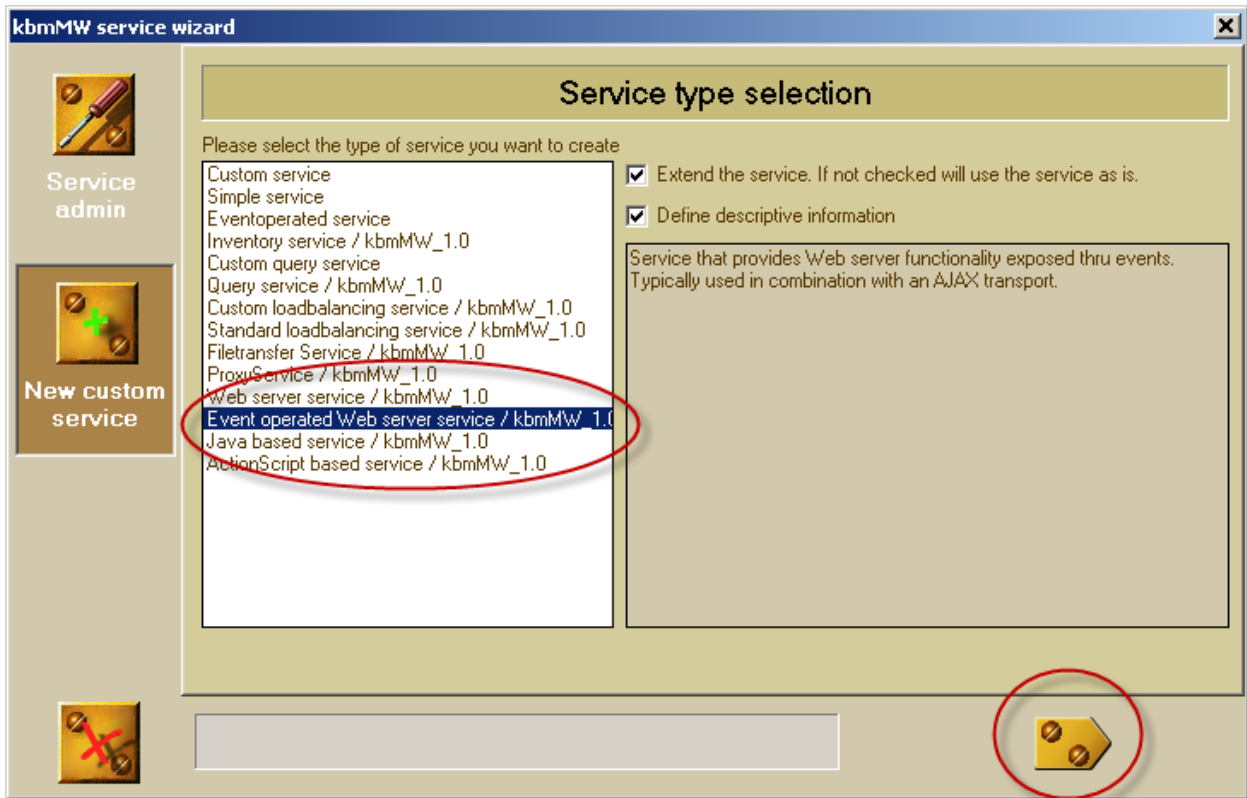 kbmMW service wizard
Service type selection
Service
admin
New custom
service
Please select the type of service you want to create
Custom service
Simple service
Eventoperated service
Inventory service / kbmMW_1.0
Custom query service
Query service / kbmMW_1.0
Custom loadbalancing service / kbmMW_1.0
Standard loadbalancing service / kbmMW_1.0
Filetransfer Service / kbmMW_1.0
ProxyService / kbmMW_1.0
Web server service / kbmMW_1.0
Event operated Web server service / kbmMW_1.0
Java based service / kbmMW_1.0
ActionScript based service / kbmMW_1.0
Extend the service. If not checked will use the service as is.
Define descriptive information
Service that provides Web server functionality exposed thru events.
Typically used in combination with an AJAX transport.